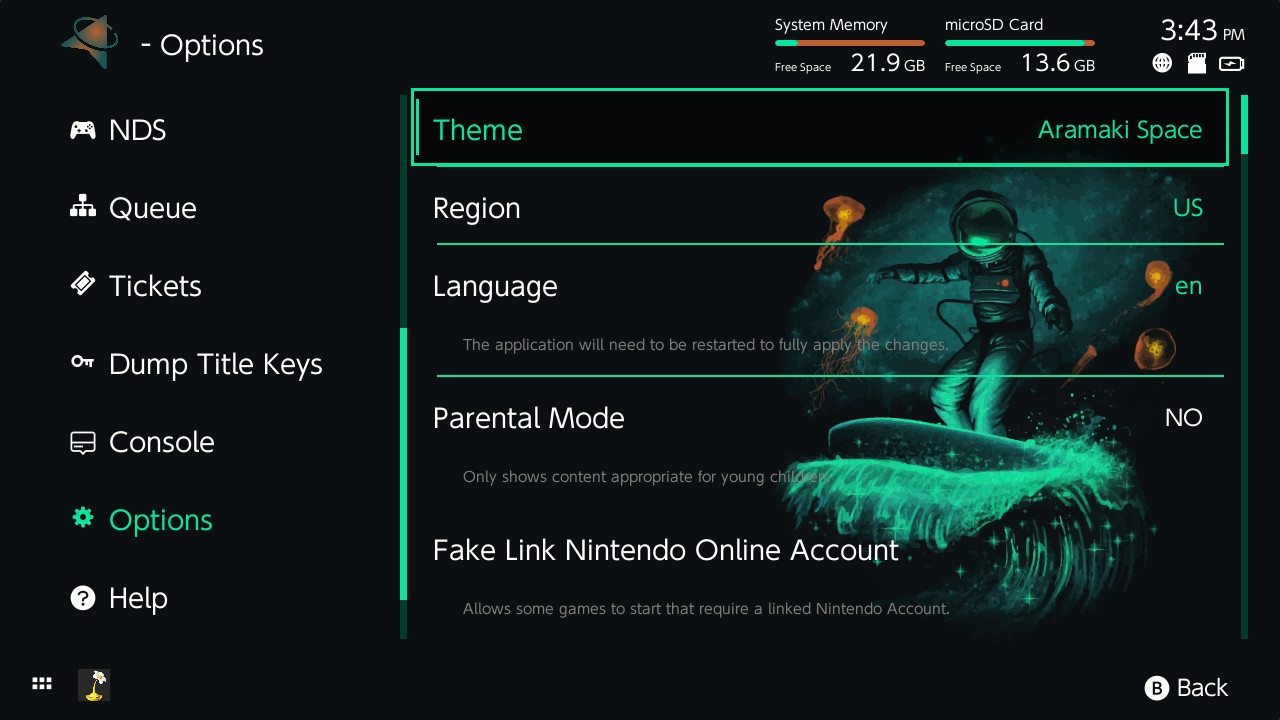 - Options
System Memory
Free Space 21.9 GB
microSD Card
Free Space 13.6 GB
3:43 PM
NDS
Queue
Tickets
Dump Title Keys
Console
Options
Help
Theme
Aramaki Space
Region
US
Language
en
The application will need to be restarted to fully apply the changes.
Parental Mode
NO
Only shows content appropriate for young children.
Fake Link Nintendo Online Account
Allows some games to start that require a linked Nintendo Account.
B Back